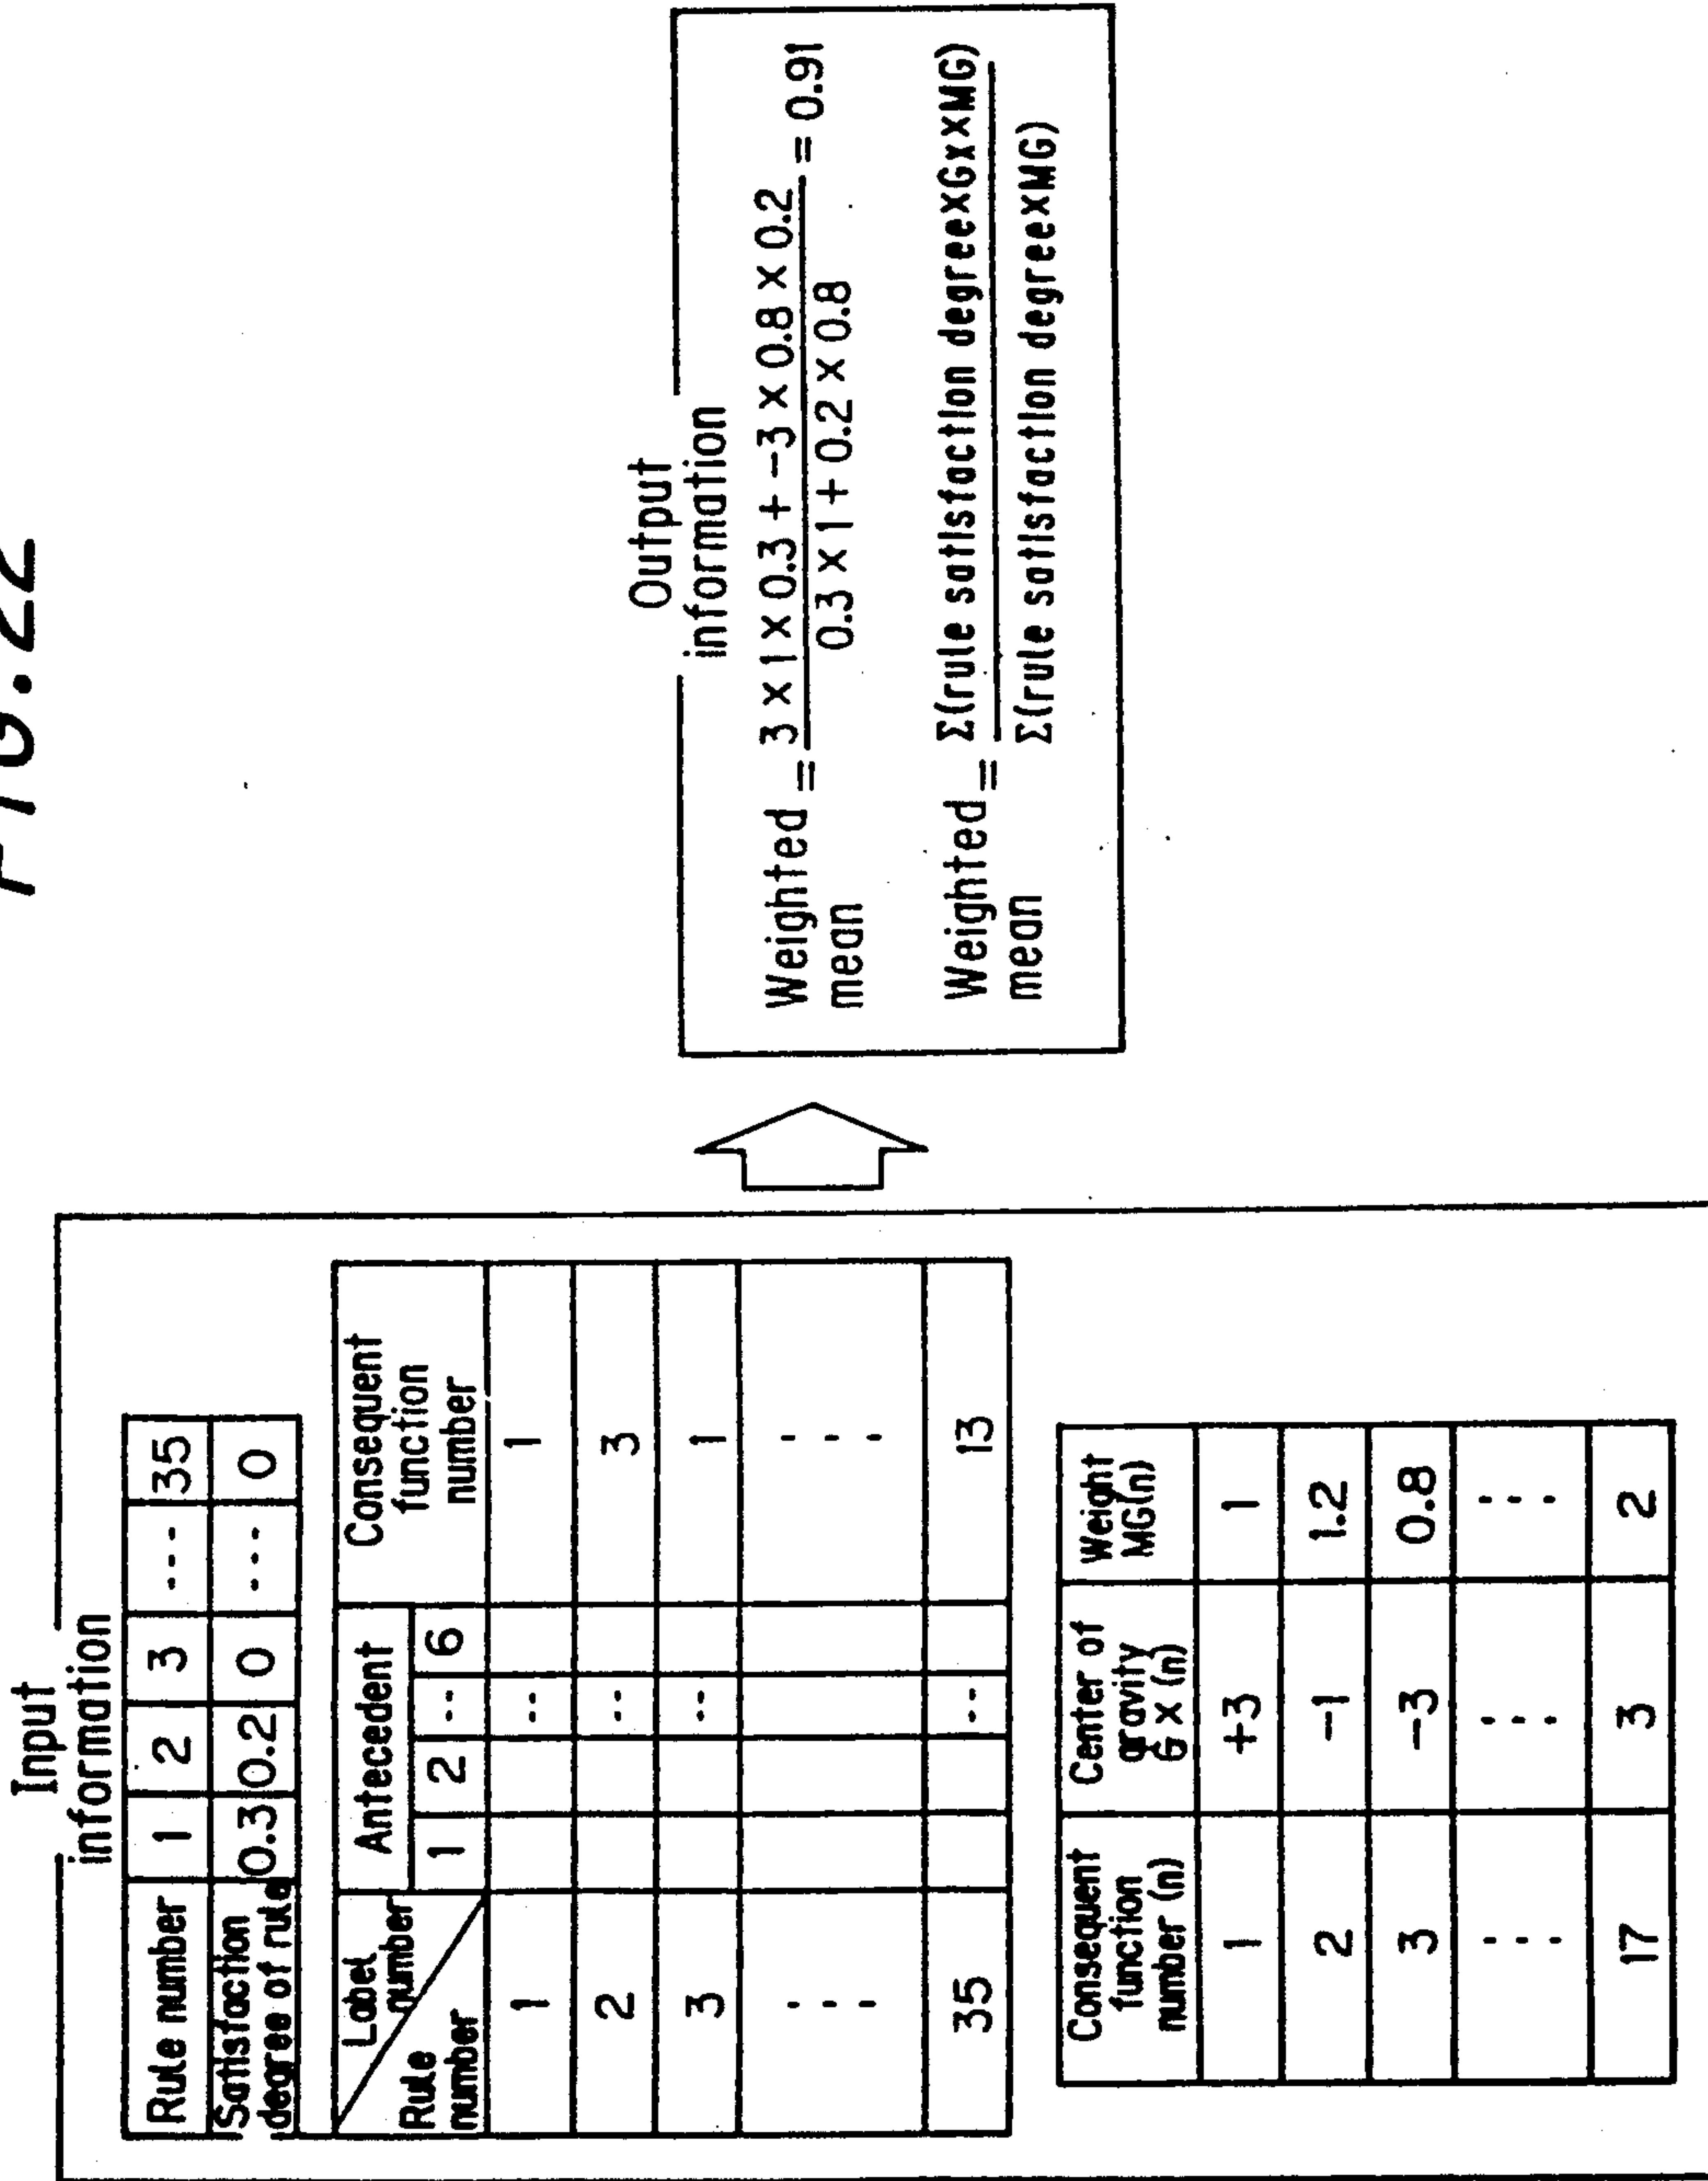 FIG. 22
Input
information
Rule number 1 2 3 --- 35
Satisfaction
degree of rule 0.3 0.2 0 --- 0
Label
number
Rule
number
Antecedent
1 2 -- 6
Consequent
function
number
1 -- 1
2 -- 3
3 -- 1
--- ---
35 -- 13
Consequent
function
number (n)
Center of
gravity
G x (n)
Weight
MG(n)
1 +3 1
2 -1 1.2
3 -3 0.8
--- --- ---
17 3 2
Output
information
Weighted
mean = 3 × 1 × 0.3 + -3 × 0.8 × 0.2 = 0.91
0.3 × 1 + 0.2 × 0.8
Weighted
mean = Σ(rule satisfaction degree×Gx×MG)
Σ(rule satisfaction degree×MG)